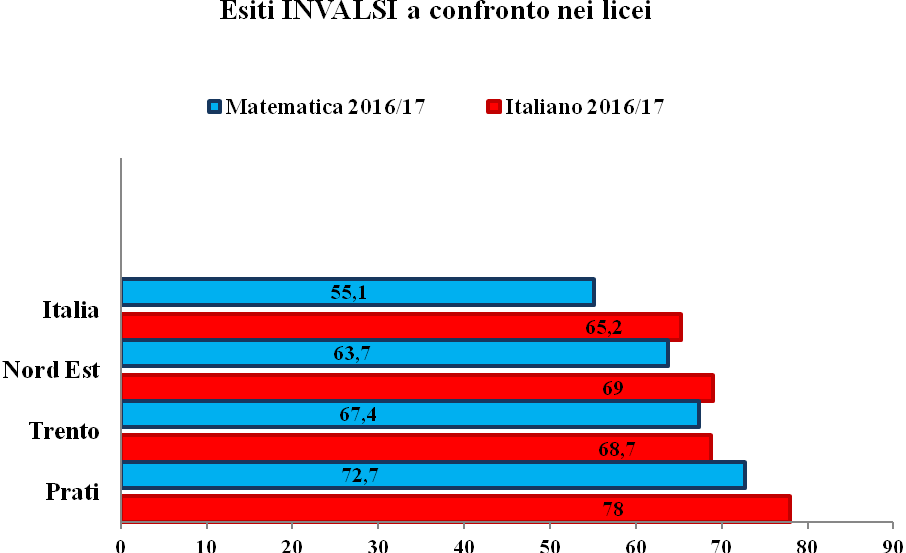 Esiti INVALSI a confronto nei licei
Matematica 2016/17 Italiano 2016/17
55,1
Italia
65,2
63,7
Nord Est
69
67,4
Trento
68,7
72,7
Prati
78
0 10 20 30 40 50 60 70 80 90